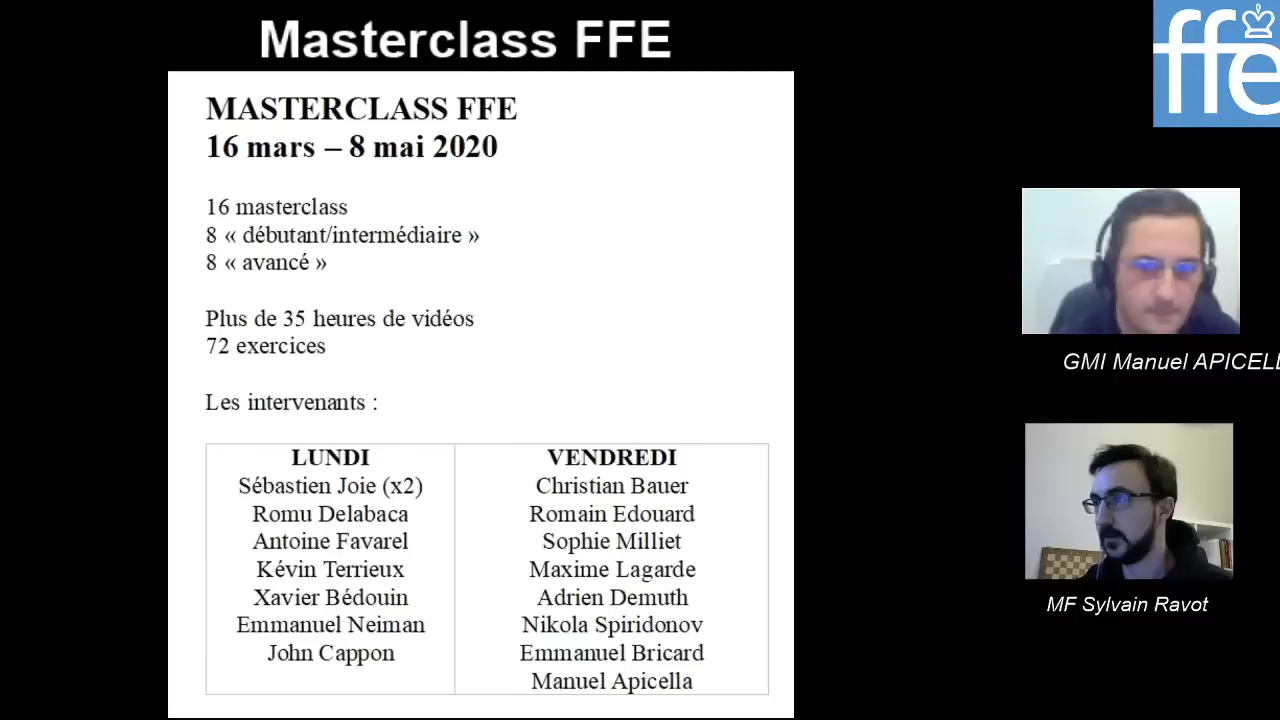 Masterclass FFE
ffe
MASTERCLASS FFE
16 mars – 8 mai 2020
16 masterclass
8 « débutant/intermédiaire »
8 « avancé »
Plus de 35 heures de vidéos
72 exercices
Les intervenants :
LUNDI
Sébastien Joie (x2)
Romu Delabaca
Antoine Favarel
Kévin Terrieux
Xavier Bédouin
Emmanuel Neiman
John Cappon
VENDREDI
Christian Bauer
Romain Edouard
Sophie Milliet
Maxime Lagarde
Adrien Demuth
Nikola Spiridonov
Emmanuel Bricard
Manuel Apicella
GMI Manuel APICELL
MF Sylvain Ravot